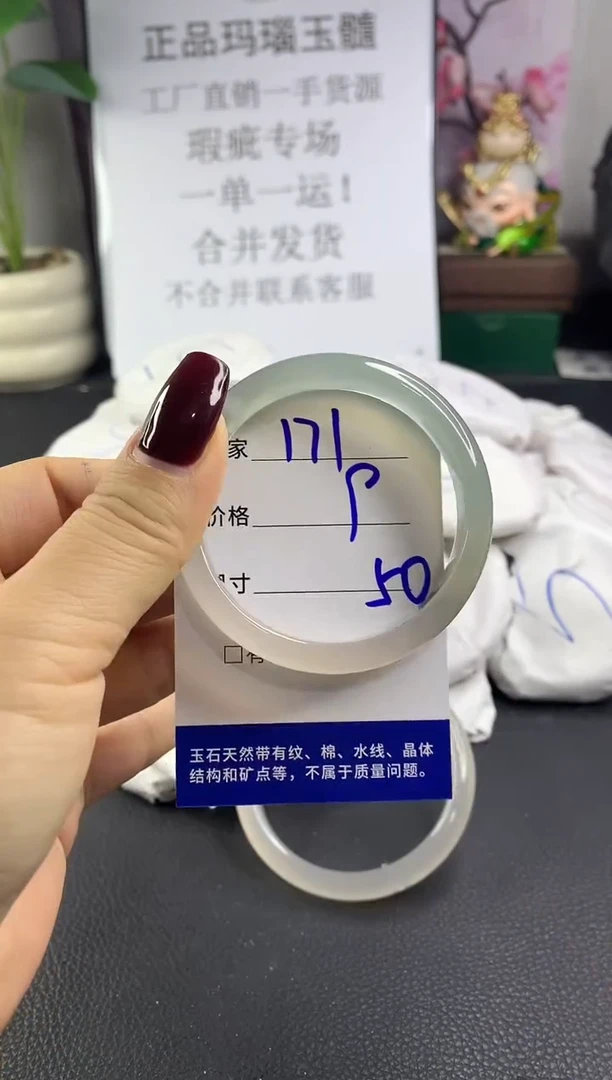 正品玛瑙玉髓
工厂直销一手货源
瑕疵专场
一单一运！
合并发货
不合并联系客服
家 171
价格 P
寸 50
□有
玉石天然带有纹、棉、水线、晶体
结构和矿点等，不属于质量问题。